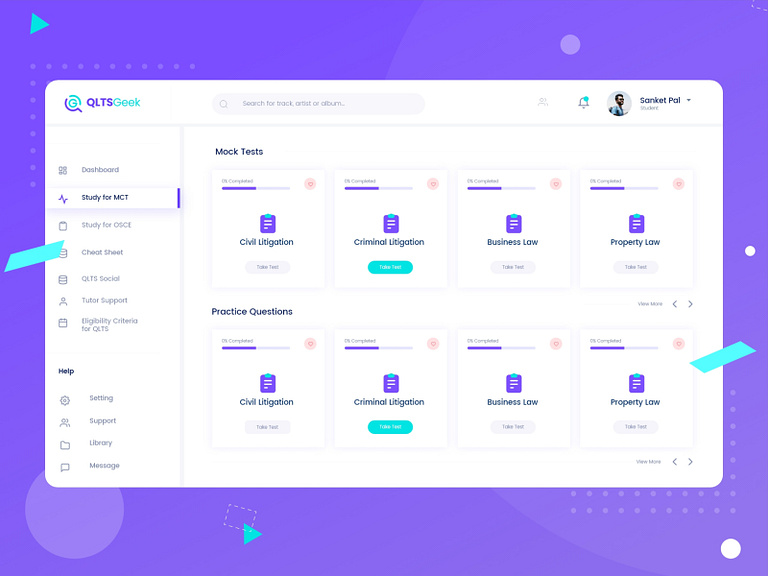 QLTSGeek
Search for track, artist or album..
Sanket Pal
Student
Dashboard
Study for MCT
Study for OSCE
Cheat Sheet
QLTS Social
Tutor Support
Eligibility Criteria
for QLTS
Help
Setting
Support
Library
Message
Mock Tests
0% Completed
0% Completed
0% Completed
0% Completed
Civil Litigation
Criminal Litigation
Business Law
Property Law
Take Test
Take Test
Take Test
Take Test
View More
Practice Questions
0% Completed
0% Completed
0% Completed
0% Completed
Civil Litigation
Criminal Litigation
Business Law
Property Law
Take Test
Take Test
Take Test
Take Test
View More